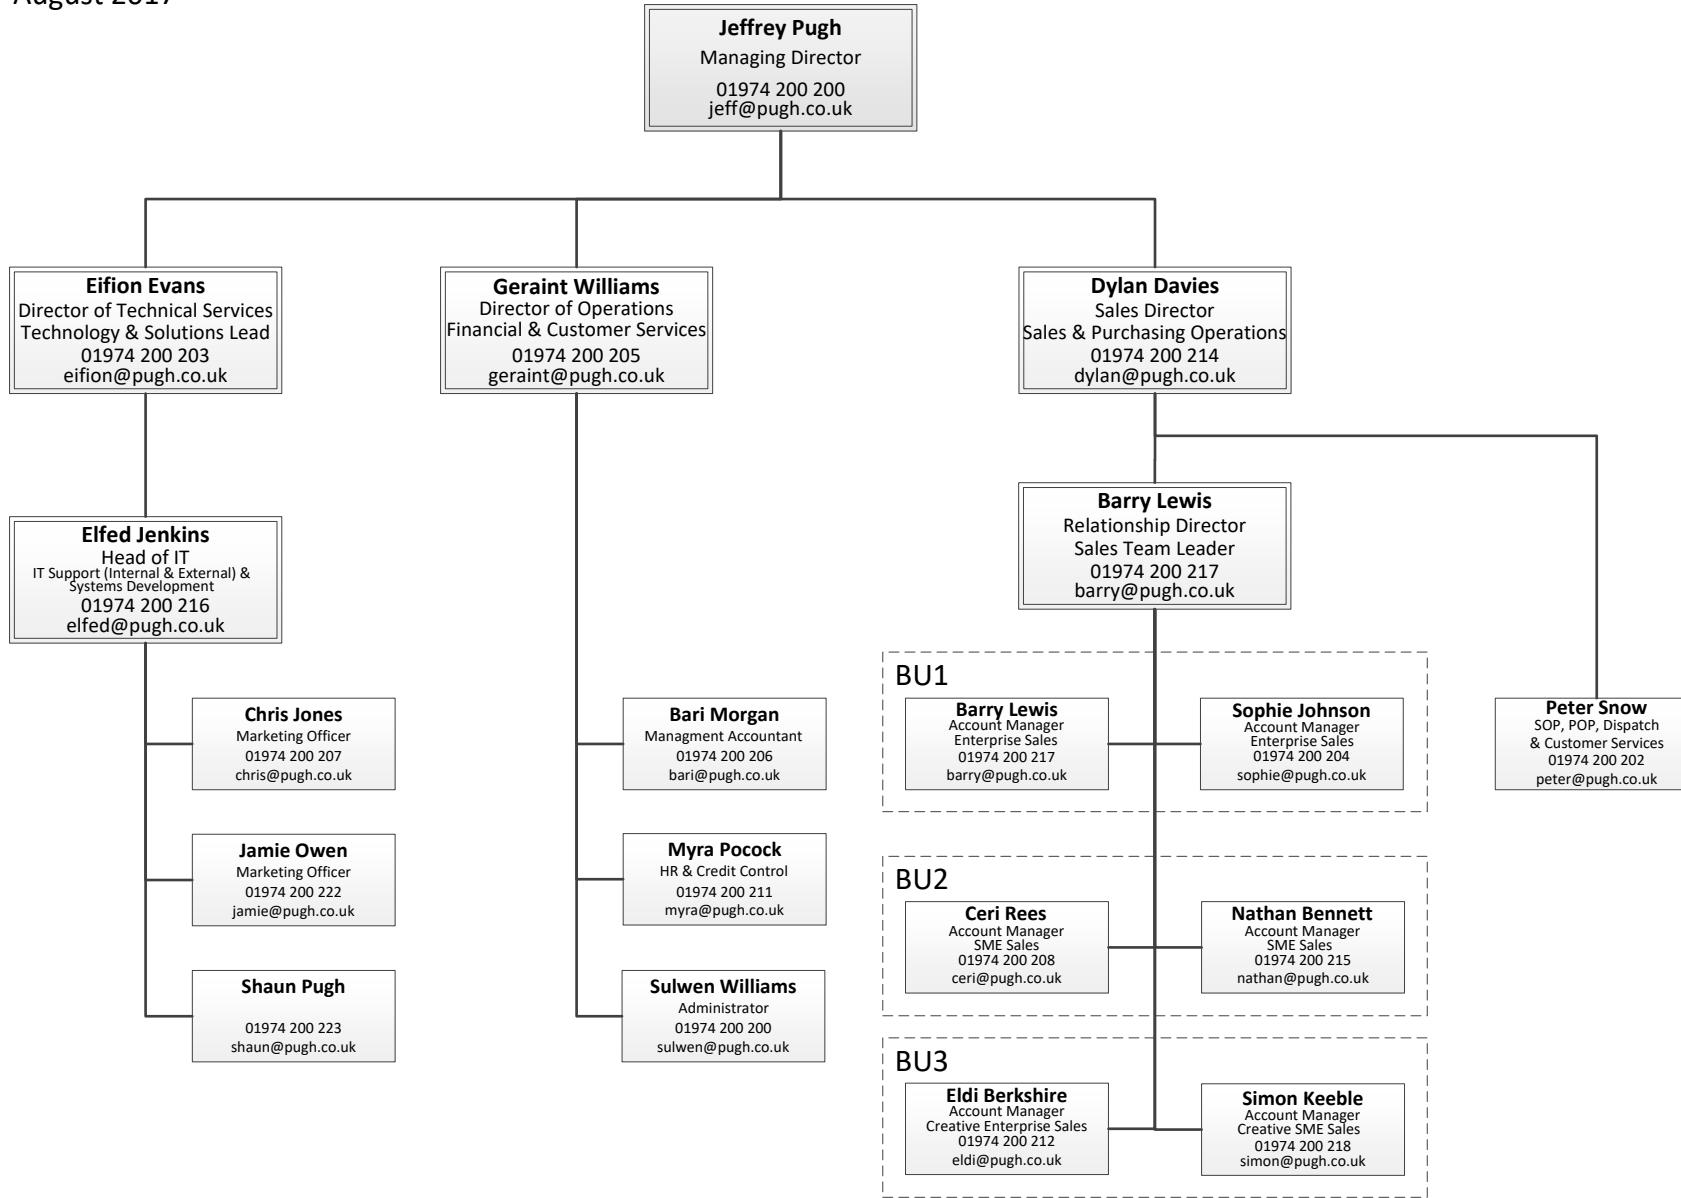 August 2017
Jeffrey Pugh
Managing Director
01974 200 200
jeff@pugh.co.uk
Eifion Evans
Director of Technical Services
Technology & Solutions Lead
01974 200 203
eifion@pugh.co.uk
Geraint Williams
Director of Operations
Financial & Customer Services
01974 200 205
geraint@pugh.co.uk
Dylan Davies
Sales Director
Sales & Purchasing Operations
01974 200 214
dylan@pugh.co.uk
Elfed Jenkins
Head of IT
IT Support (Internal & External) &
Systems Development
01974 200 216
elfed@pugh.co.uk
Barry Lewis
Relationship Director
Sales Team Leader
01974 200 217
barry@pugh.co.uk
Chris Jones
Marketing Officer
01974 200 207
chris@pugh.co.uk
Jamie Owen
Marketing Officer
01974 200 222
jamie@pugh.co.uk
Shaun Pugh
01974 200 223
shaun@pugh.co.uk
Bari Morgan
Managment Accountant
01974 200 206
bari@pugh.co.uk
Myra Pocock
HR & Credit Control
01974 200 211
myra@pugh.co.uk
Sulwen Williams
Administrator
01974 200 200
sulwen@pugh.co.uk
BU1
Barry Lewis
Account Manager
Enterprise Sales
01974 200 217
barry@pugh.co.uk
Sophie Johnson
Account Manager
Enterprise Sales
01974 200 204
sophie@pugh.co.uk
BU2
Ceri Rees
Account Manager
SME Sales
01974 200 208
ceri@pugh.co.uk
Nathan Bennett
Account Manager
SME Sales
01974 200 215
nathan@pugh.co.uk
BU3
Eldi Berkshire
Account Manager
Creative Enterprise Sales
01974 200 212
eldi@pugh.co.uk
Simon Keeble
Account Manager
Creative SME Sales
01974 200 218
simon@pugh.co.uk
Peter Snow
SOP, POP, Dispatch
& Customer Services
01974 200 202
peter@pugh.co.uk